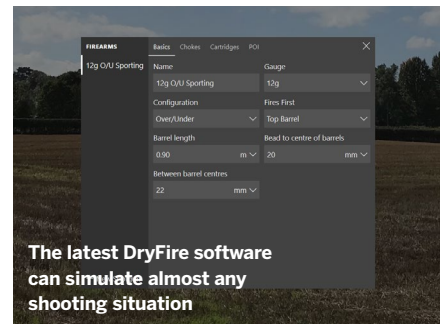 FIREARMS
Basics Chokes Cartridges POI
12g O/U Sporting
Name
Gauge
12g O/U Sporting
12g
Configuration
Fires First
Over/Under
Top Barrel
Barrel length
Bead to centre of barrels
0.90 m
20 mm
Between barrel centres
22 mm
The latest DryFire software
can simulate almost any
shooting situation